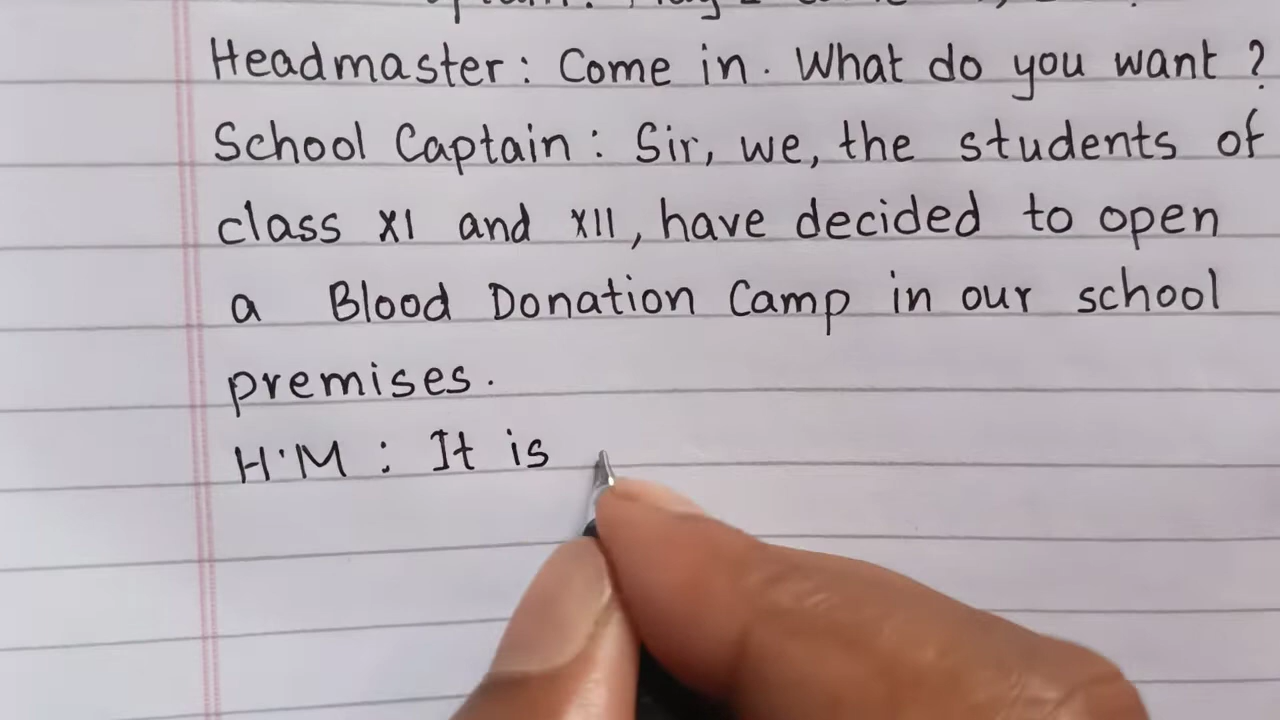 Headmaster: Come in. What do you want ?
School Captain : Sir, we, the students of
class XI and XII, have decided to open
a Blood Donation Camp in our school
premises.
H.M : It is